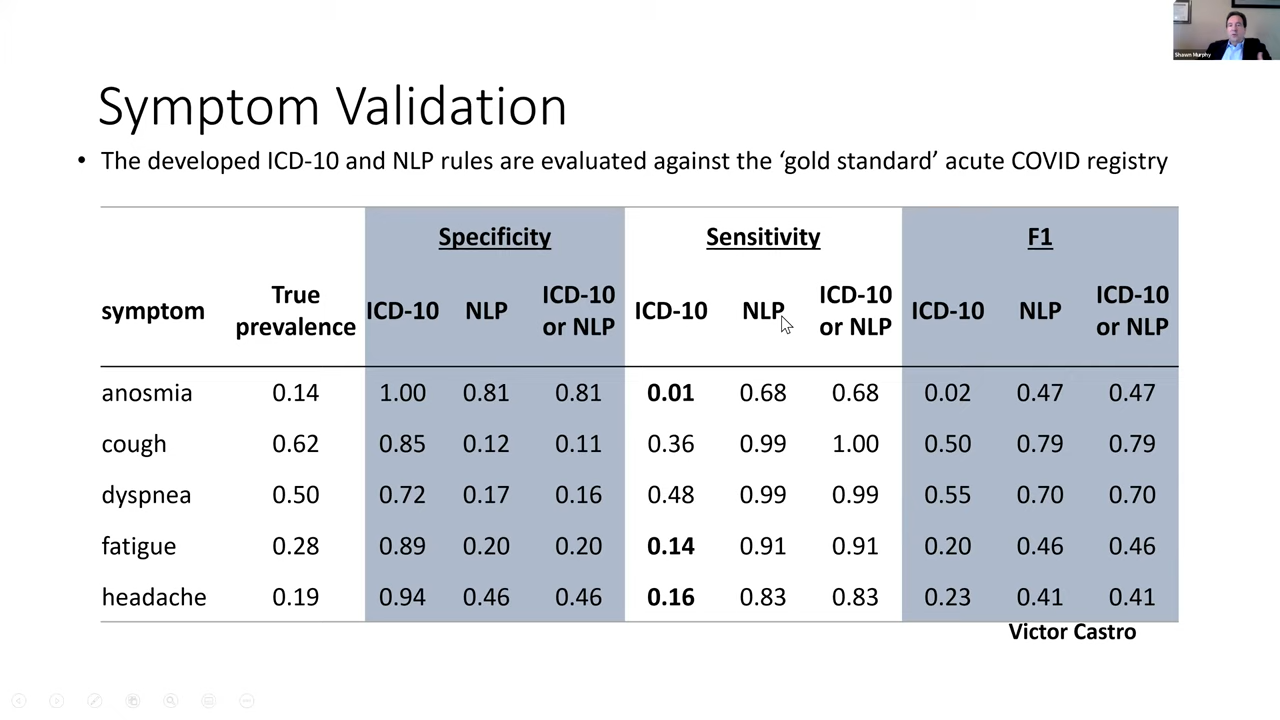 Shawn Murphy
Symptom Validation
• The developed ICD-10 and NLP rules are evaluated against the ‘gold standard’ acute COVID registry
Specificity Sensitivity F1
symptom True prevalence ICD-10 NLP ICD-10 or NLP ICD-10 NLP ICD-10 or NLP ICD-10 NLP ICD-10 or NLP
anosmia 0.14 1.00 0.81 0.81 0.01 0.68 0.68 0.02 0.47 0.47
cough 0.62 0.85 0.12 0.11 0.36 0.99 1.00 0.50 0.79 0.79
dyspnea 0.50 0.72 0.17 0.16 0.48 0.99 0.99 0.55 0.70 0.70
fatigue 0.28 0.89 0.20 0.20 0.14 0.91 0.91 0.20 0.46 0.46
headache 0.19 0.94 0.46 0.46 0.16 0.83 0.83 0.23 0.41 0.41
Victor Castro